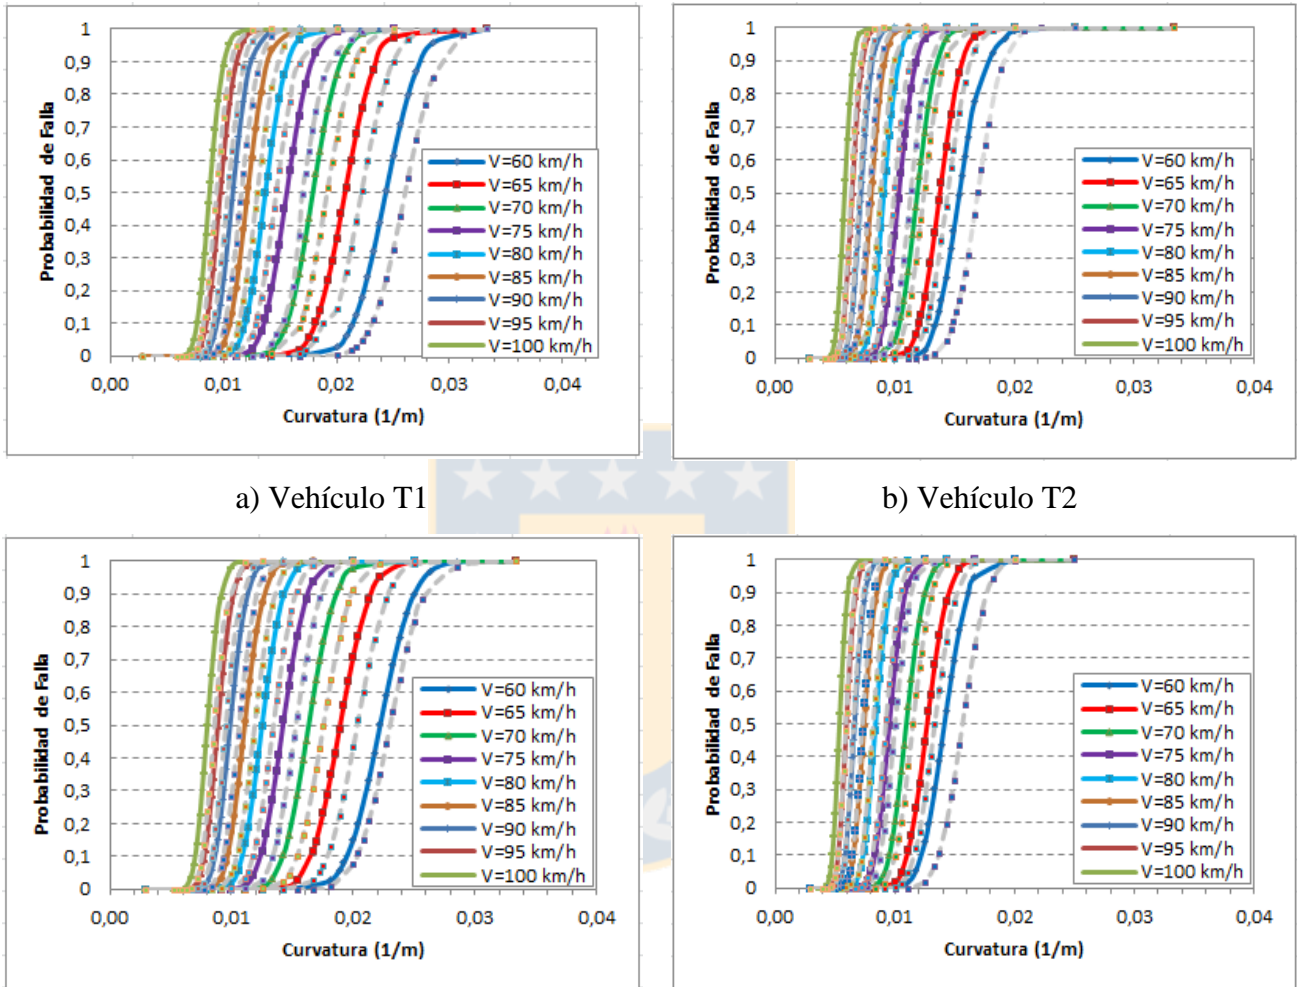 1
0,9
0,8
0,7
0,6
0,5
0,4
0,3
0,2
0,1
0
Probabilidad de Falla
V=60 km/h
V=65 km/h
V=70 km/h
V=75 km/h
V=80 km/h
V=85 km/h
V=90 km/h
V=95 km/h
V=100 km/h
0,00 0,01 0,02 0,03 0,04
Curvatura (1/m)
a) Vehículo T1
1
0,9
0,8
0,7
0,6
0,5
0,4
0,3
0,2
0,1
0
Probabilidad de Falla
V=60 km/h
V=65 km/h
V=70 km/h
V=75 km/h
V=80 km/h
V=85 km/h
V=90 km/h
V=95 km/h
V=100 km/h
0,00 0,01 0,02 0,03 0,04
Curvatura (1/m)
b) Vehículo T2
1
0,9
0,8
0,7
0,6
0,5
0,4
0,3
0,2
0,1
0
Probabilidad de Falla
V=60 km/h
V=65 km/h
V=70 km/h
V=75 km/h
V=80 km/h
V=85 km/h
V=90 km/h
V=95 km/h
V=100 km/h
0,00 0,01 0,02 0,03 0,04
Curvatura (1/m)
1
0,9
0,8
0,7
0,6
0,5
0,4
0,3
0,2
0,1
0
Probabilidad de Falla
V=60 km/h
V=65 km/h
V=70 km/h
V=75 km/h
V=80 km/h
V=85 km/h
V=90 km/h
V=95 km/h
V=100 km/h
0,00 0,01 0,02 0,03 0,04
Curvatura (1/m)